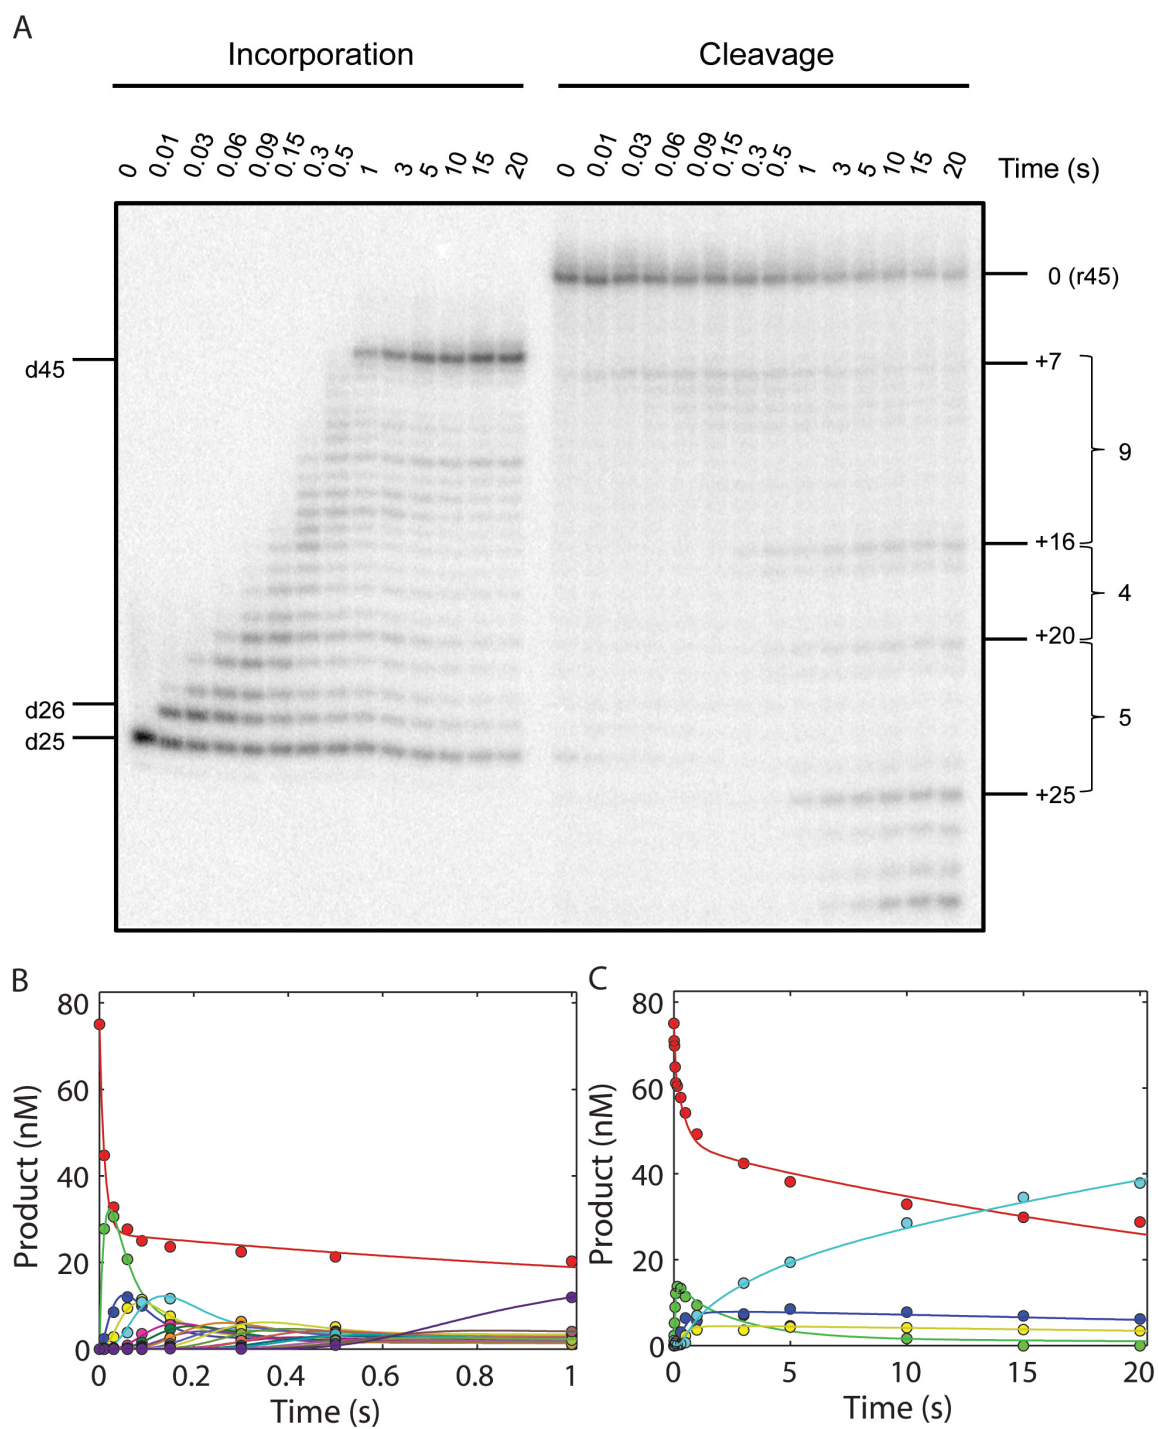 A
Incorporation Cleavage
0 0.01 0.03 0.06 0.09 0.15 0.3 0.5 1 3 5 10 15 20 0 0.01 0.03 0.06 0.09 0.15 0.3 0.5 1 3 5 10 15 20 Time (s)
0 (r45)
d45 +7
9
+16
4
+20
d26 5
d25
+25
B C
80 80
60 60
40 40
20 20
0 0
0 0.2 0.4 0.6 0.8 1 0 5 10 15 20
Time (s) Time (s)
Product (nM) Product (nM)